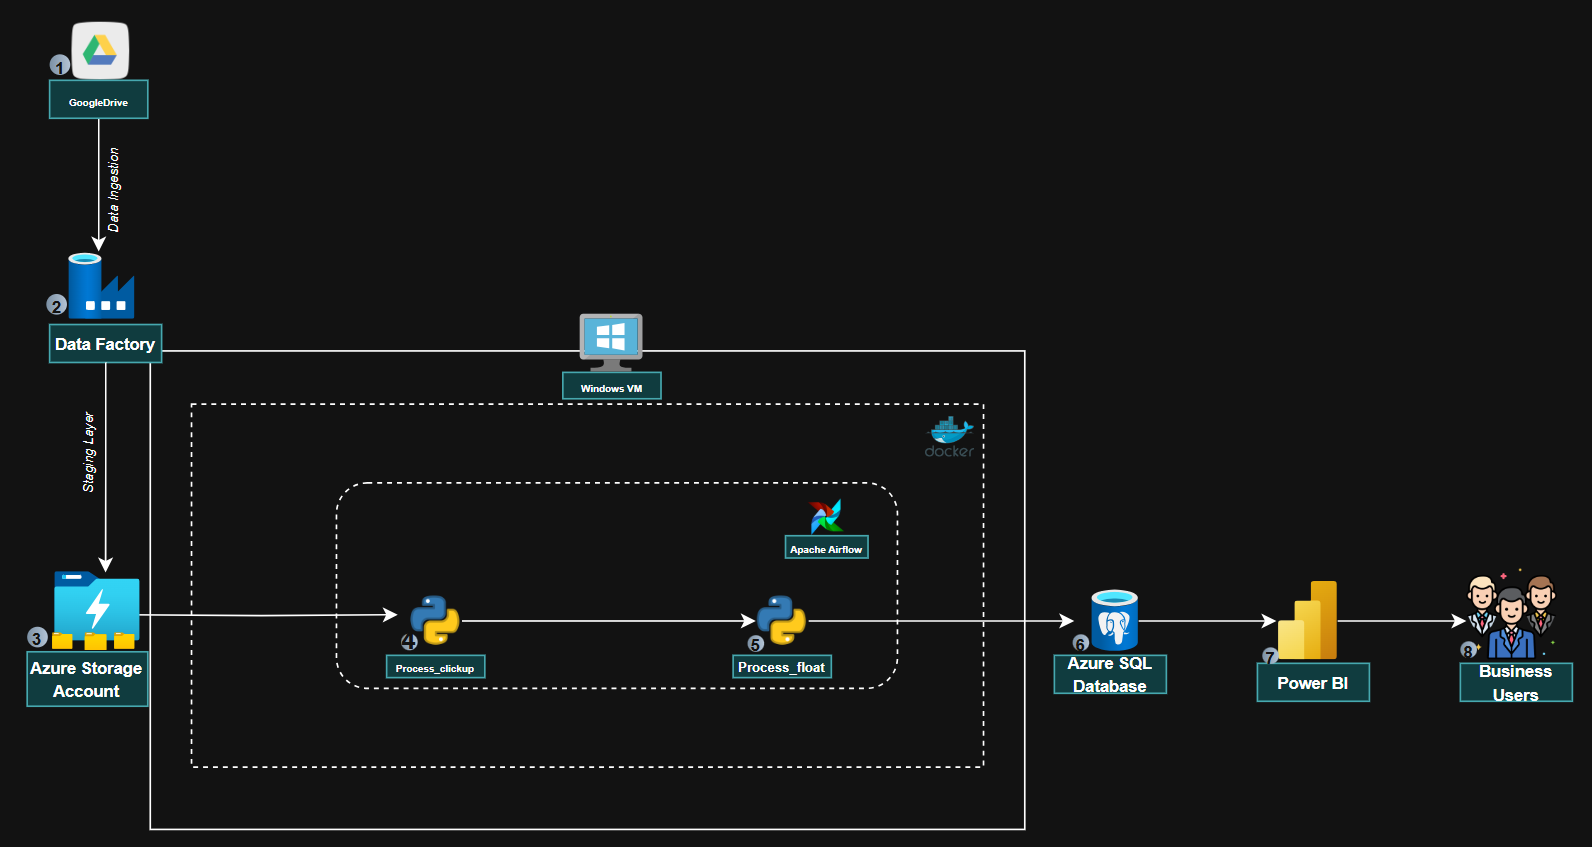 1
GoogleDrive
Data Ingestion
2
Data Factory
Staging Layer
Windows VM
docker
Apache Airflow
3
Azure Storage
Account
4
Process_clickup
5
Process_float
6
Azure SQL
Database
7
Power BI
8
Business
Users